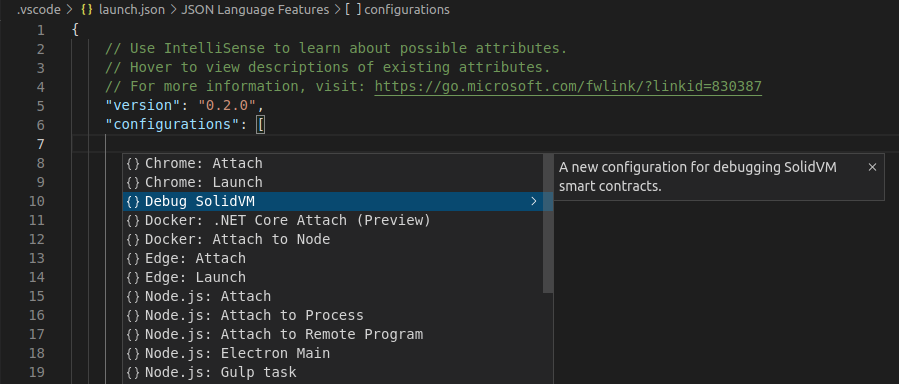 .vscode > {} launch.json > JSON Language Features > [ ] configurations
1 {
2 // Use IntelliSense to learn about possible attributes.
3 // Hover to view descriptions of existing attributes.
4 // For more information, visit: https://go.microsoft.com/fwlink/?linkid=830387
5 "version": "0.2.0",
6 "configurations": [
7
8 {} Chrome: Attach
A new configuration for debugging SolidVM ×
smart contracts.
9 {} Chrome: Launch
10 {} Debug SolidVM >
11 {} Docker: .NET Core Attach (Preview)
12 {} Docker: Attach to Node
13 {} Edge: Attach
14 {} Edge: Launch
15 {} Node.js: Attach
16 {} Node.js: Attach to Process
17 {} Node.js: Attach to Remote Program
18 {} Node.js: Electron Main
19 {} Node.js: Gulp task